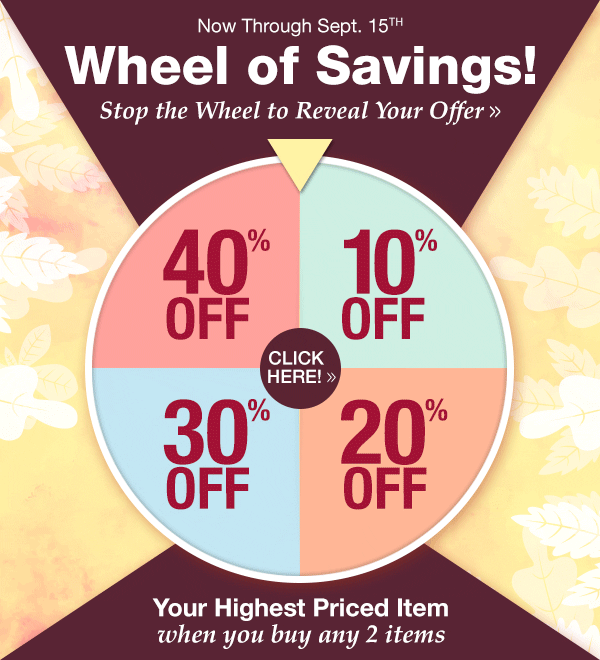 Now Through Sept. 15TH
Wheel of Savings!
Stop the Wheel to Reveal Your Offer »
40%
OFF
10%
OFF
CLICK
HERE! »
30%
OFF
20%
OFF
Your Highest Priced Item
when you buy any 2 items